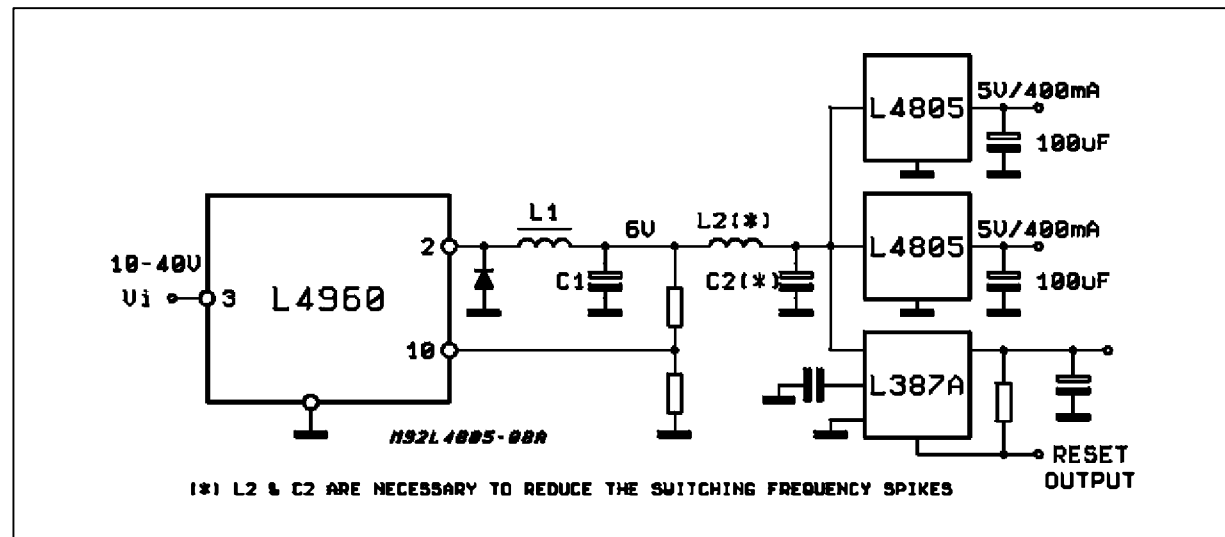 L4805
5V/400mA
100uF
L1
6V
L2(*)
L4805
5V/400mA
2
10-40V
C1
C2(*)
100uF
Vi
3
L4960
10
L387A
M92L4805-08A
RESET
OUTPUT
(*) L2 & C2 ARE NECESSARY TO REDUCE THE SWITCHING FREQUENCY SPIKES